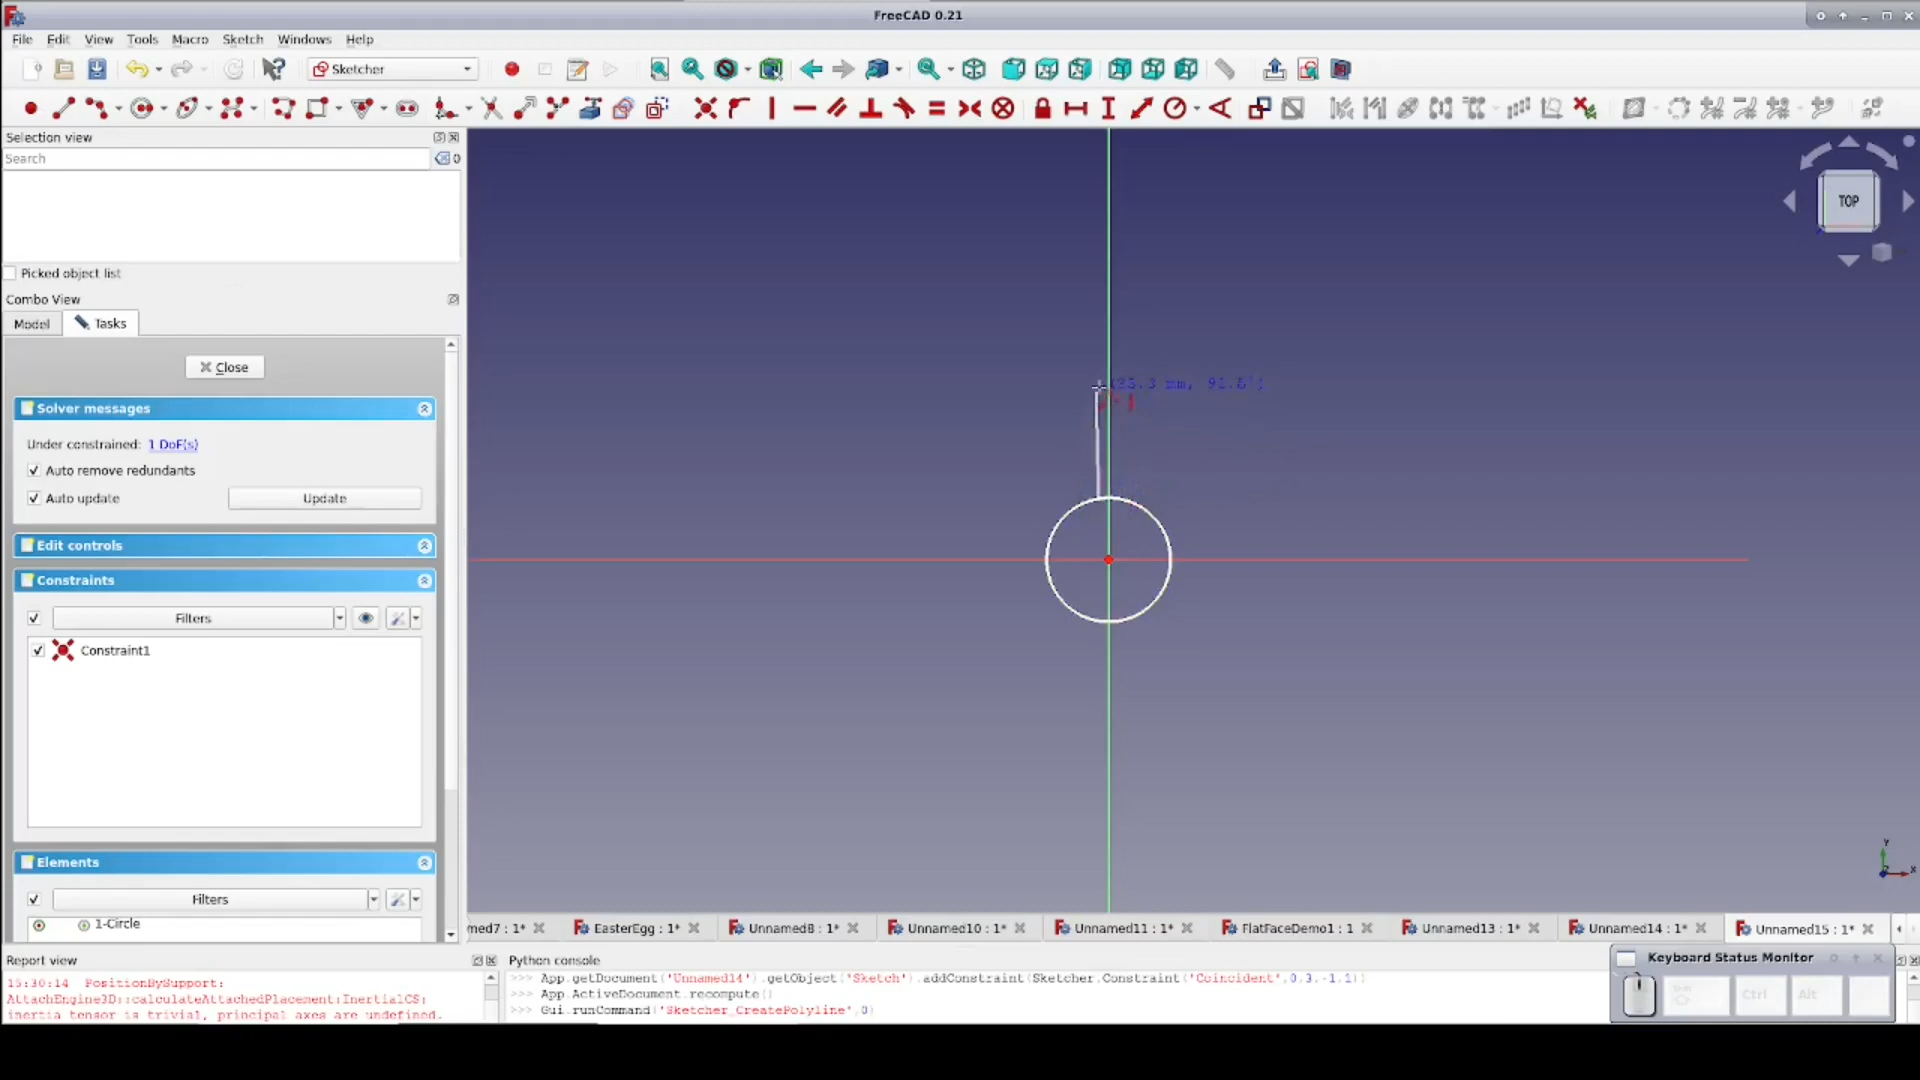 FreeCAD 0.21
File Edit View Tools Macro Sketch Windows Help
Sketcher
Selection view
Search
0
Picked object list
Combo View
Model
Tasks
Close
Solver messages
Under constrained: 1 DoF(s)
Auto remove redundants
Auto update
Update
Edit controls
Constraints
Filters
Constraint1
Elements
Filters
1-Circle
TOP
Y
X
med7 : 1*
EasterEgg : 1*
Unnamed8 : 1*
Unnamed10 : 1*
Unnamed11 : 1*
FlatFaceDemo1 : 1
Unnamed13 : 1*
Unnamed14 : 1*
Unnamed15 : 1*
Report view
15:30:14 PositionBySupport:
AttachEngine3D::calculateAttachedPlacement:InertialCS:
inertia tensor is trivial, principal axes are undefined.
Python console
>>> App.getDocument('Unnamed14').getObject('Sketch').addConstraint(Sketcher.Constraint('Coincident',0,3,-1,1))
>>> App.ActiveDocument.recompute()
>>> Gui.runCommand('Sketcher_CreatePolyline',0)
Keyboard Status Monitor
Ctrl
Alt